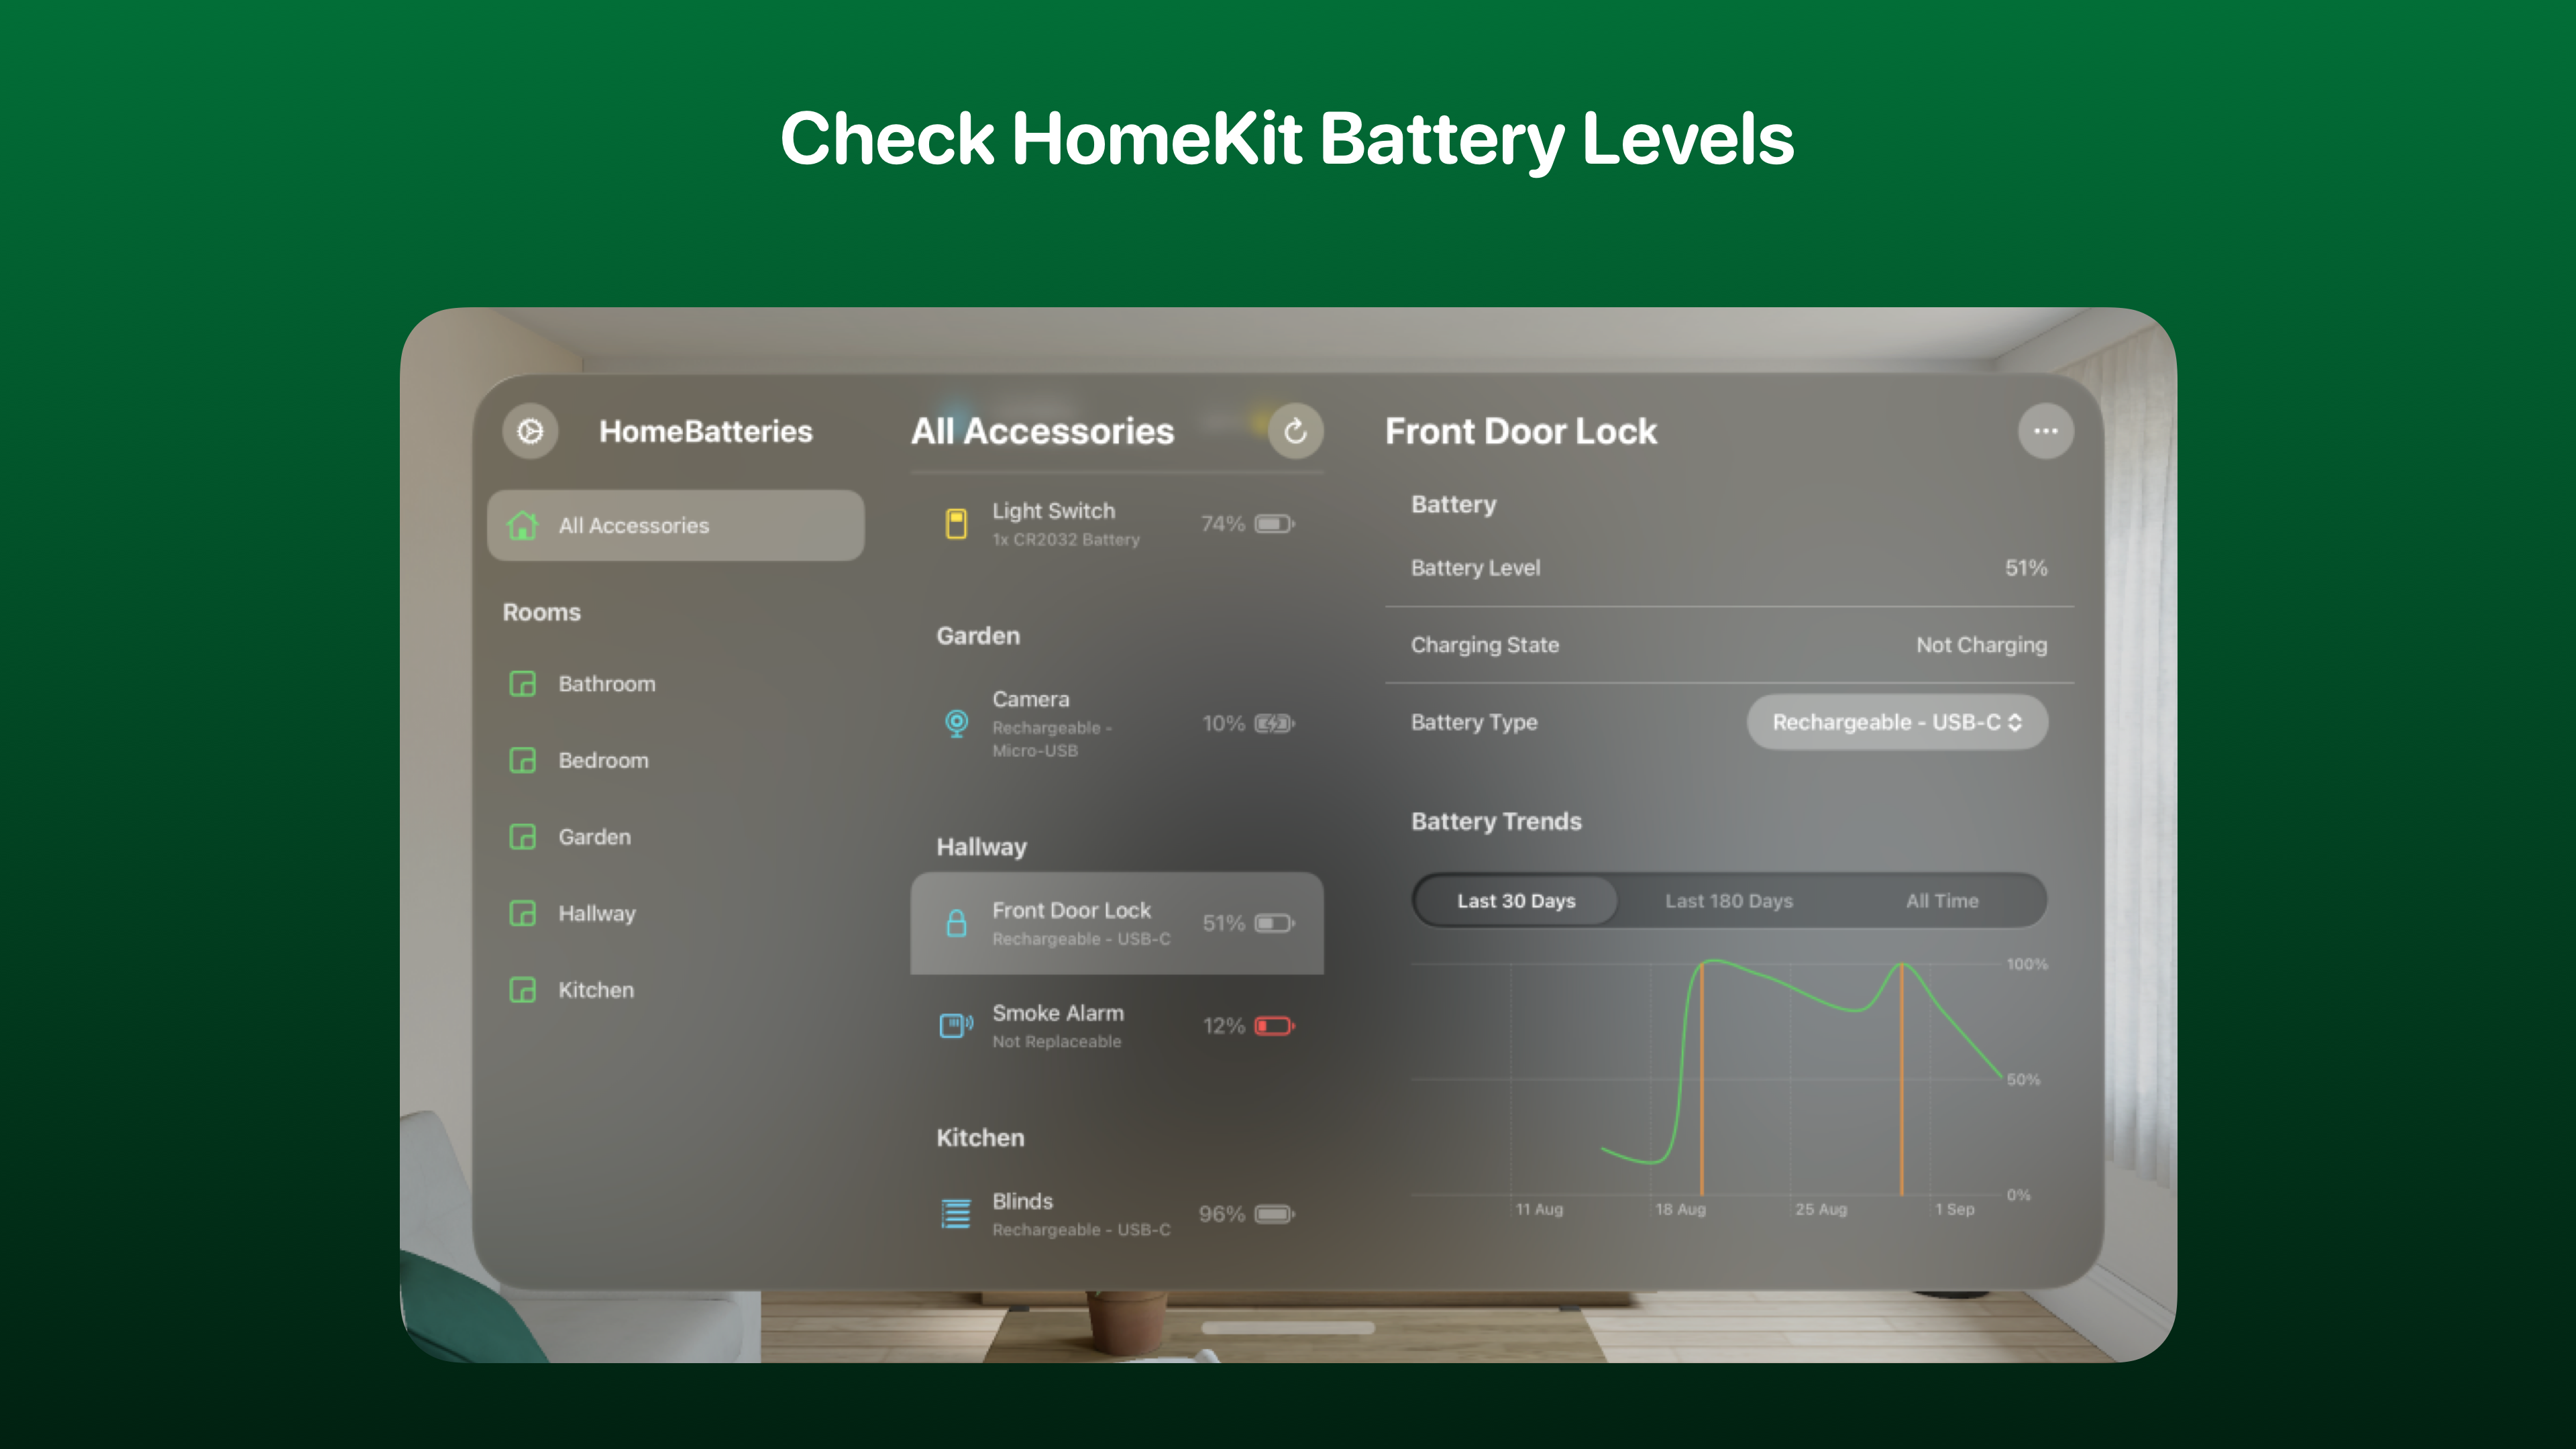 Check HomeKit Battery Levels
HomeBatteries
All Accessories
Rooms
Bathroom
Bedroom
Garden
Hallway
Kitchen
All Accessories
Light Switch
74%
1x CR2032 Battery
Garden
Camera
Rechargeable -
Micro-USB
10%
Hallway
Front Door Lock
51%
Rechargeable - USB-C
Smoke Alarm
12%
Not Replaceable
Kitchen
Blinds
96%
Rechargeable - USB-C
Front Door Lock
Battery
Battery Level 51%
Charging State Not Charging
Battery Type Rechargeable - USB-C
Battery Trends
Last 30 Days Last 180 Days All Time
100%
50%
0%
11 Aug 18 Aug 25 Aug 1 Sep